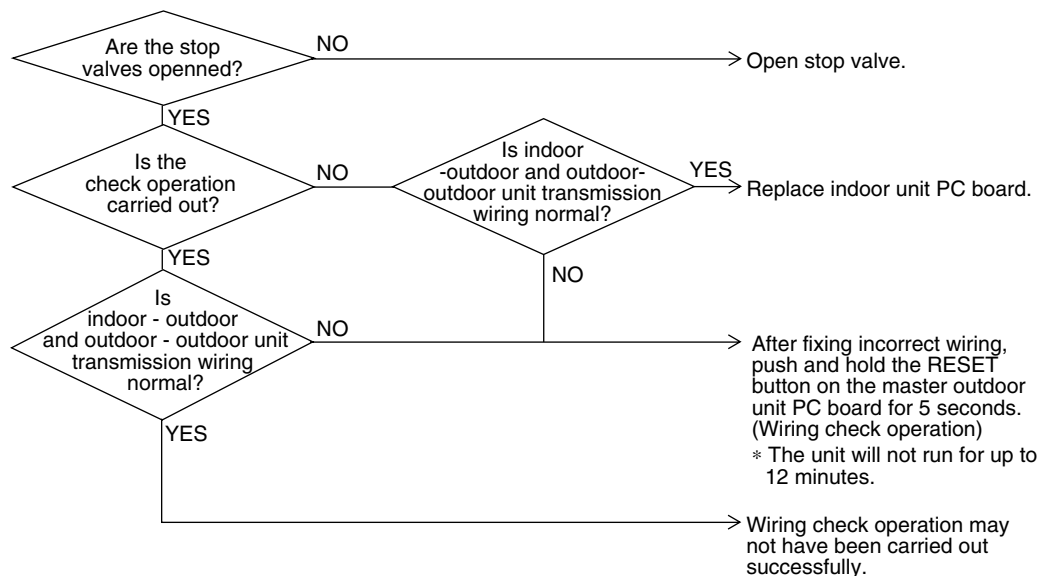 Are the stop
valves openned?
NO
Open stop valve.
YES
Is the
check operation
carried out?
NO
Is indoor
-outdoor and outdoor-
outdoor unit transmission
wiring normal?
YES
Replace indoor unit PC board.
YES
NO
Is
indoor - outdoor
and outdoor - outdoor unit
transmission wiring
normal?
NO
After fixing incorrect wiring,
push and hold the RESET
button on the master outdoor
unit PC board for 5 seconds.
(Wiring check operation)
* The unit will not run for up to
12 minutes.
YES
Wiring check operation may
not have been carried out
successfully.